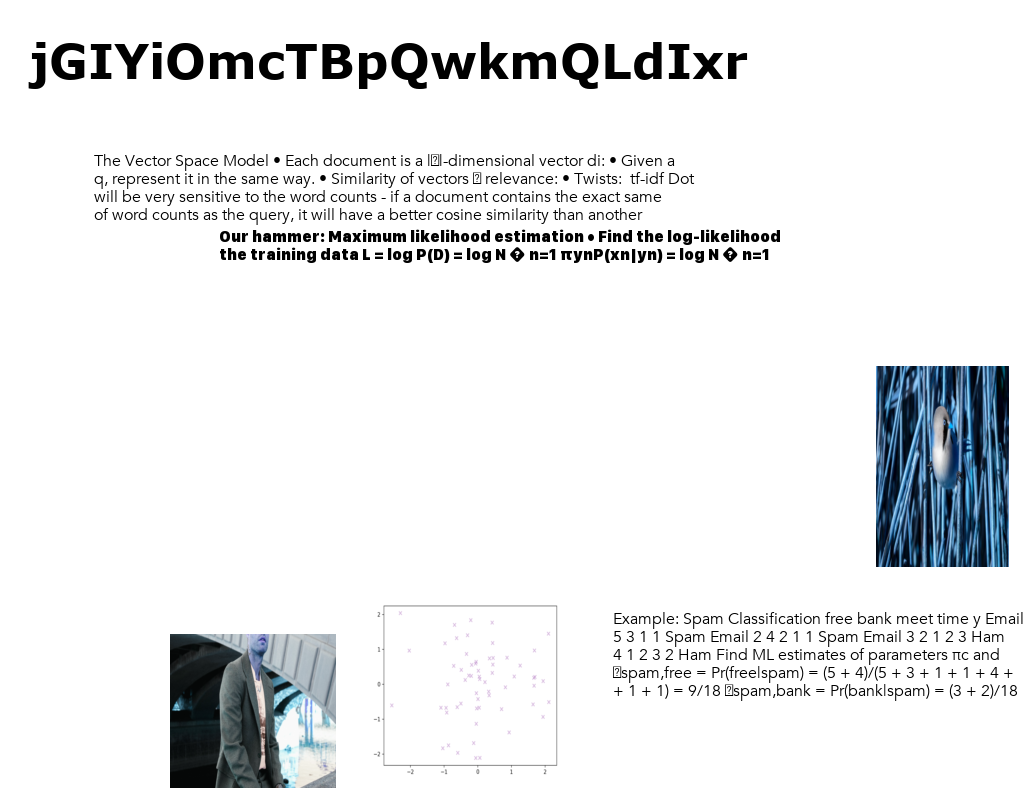 jGIYiOmcTBpQwkmQLdIxr
The Vector Space Model • Each document is a |�|-dimensional vector di: • Given a
q, represent it in the same way. • Similarity of vectors � relevance: • Twists: tf-idf Dot
will be very sensitive to the word counts - if a document contains the exact same
of word counts as the query, it will have a better cosine similarity than another
Our hammer: Maximum likelihood estimation • Find the log-likelihood
the training data L = log P(D) = log N � n=1 πynP(xn|yn) = log N � n=1
Example: Spam Classification free bank meet time y Email
5 3 1 1 Spam Email 2 4 2 1 1 Spam Email 3 2 1 2 3 Ham
4 1 2 3 2 Ham Find ML estimates of parameters πc and
�spam,free = Pr(free|spam) = (5 + 4)/(5 + 3 + 1 + 1 + 4 +
+ 1 + 1) = 9/18 �spam,bank = Pr(bank|spam) = (3 + 2)/18
2
1
0
−1
−2
−2 −1 0 1 2